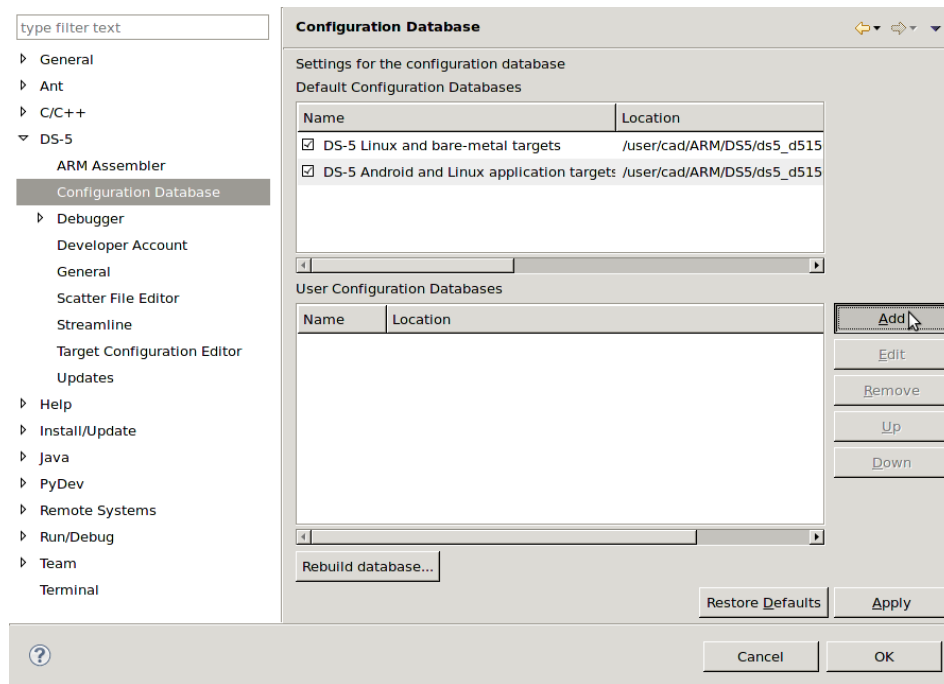 type filter text
General
Ant
C/C++
DS-5
ARM Assembler
Configuration Database
Debugger
Developer Account
General
Scatter File Editor
Streamline
Target Configuration Editor
Updates
Help
Install/Update
Java
PyDev
Remote Systems
Run/Debug
Team
Terminal
Configuration Database
Settings for the configuration database
Default Configuration Databases
Name Location
DS-5 Linux and bare-metal targets /user/cad/ARM/DS5/ds5_d515
DS-5 Android and Linux application targets /user/cad/ARM/DS5/ds5_d515
User Configuration Databases
Name Location
Add
Edit
Remove
Up
Down
Rebuild database...
Restore Defaults Apply
? Cancel OK